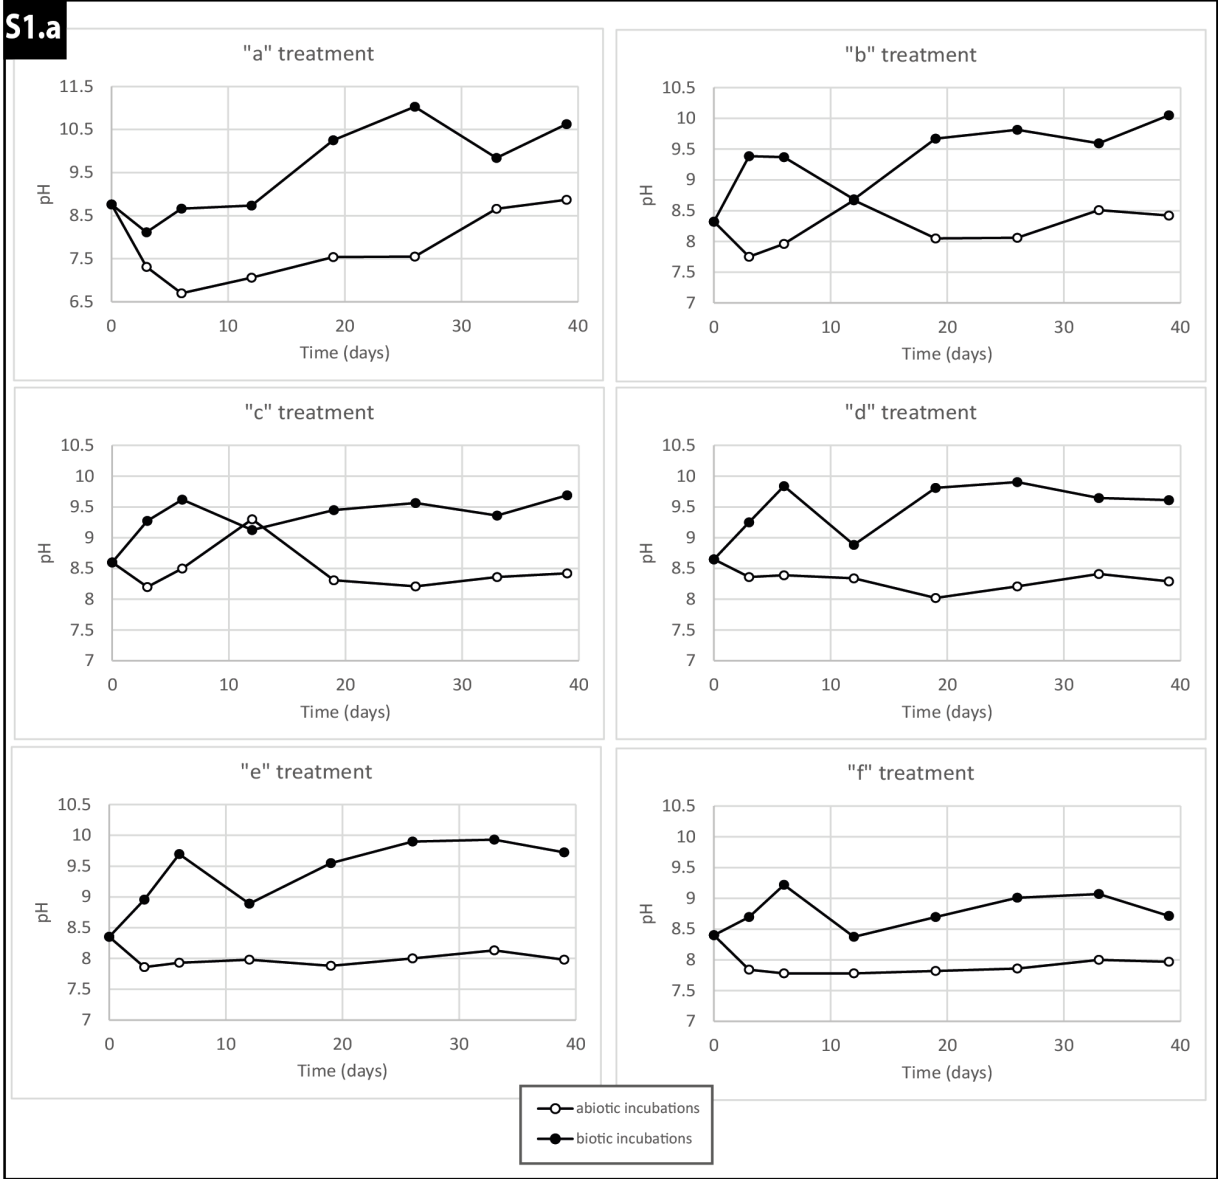 S1.a
"a" treatment
11.5
10.5
9.5
8.5
7.5
6.5
pH
0 10 20 30 40
Time (days)
"b" treatment
10.5
10
9.5
9
8.5
8
7.5
7
pH
0 10 20 30 40
Time (days)
"c" treatment
10.5
10
9.5
9
8.5
8
7.5
7
pH
0 10 20 30 40
Time (days)
"d" treatment
10.5
10
9.5
9
8.5
8
7.5
7
pH
0 10 20 30 40
Time (days)
"e" treatment
10.5
10
9.5
9
8.5
8
7.5
7
pH
0 10 20 30 40
Time (days)
"f" treatment
10.5
10
9.5
9
8.5
8
7.5
7
pH
0 10 20 30 40
Time (days)
abiotic incubations
biotic incubations